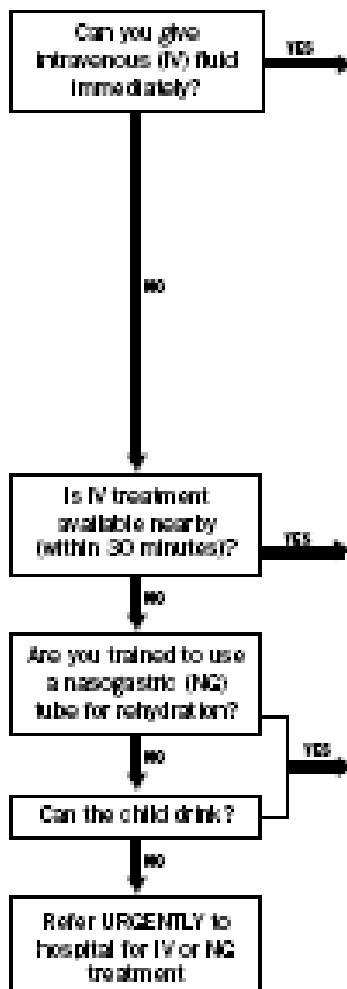 Can you give
intravenous (IV) fluid
immediately?
YES
NO
Is IV treatment
available nearby
(within 30 minutes)?
YES
NO
Are you trained to use
a nasogastric (NG)
tube for rehydration?
YES
NO
Can the child drink?
NO
Refer URGENTLY to
hospital for IV or NG
treatment